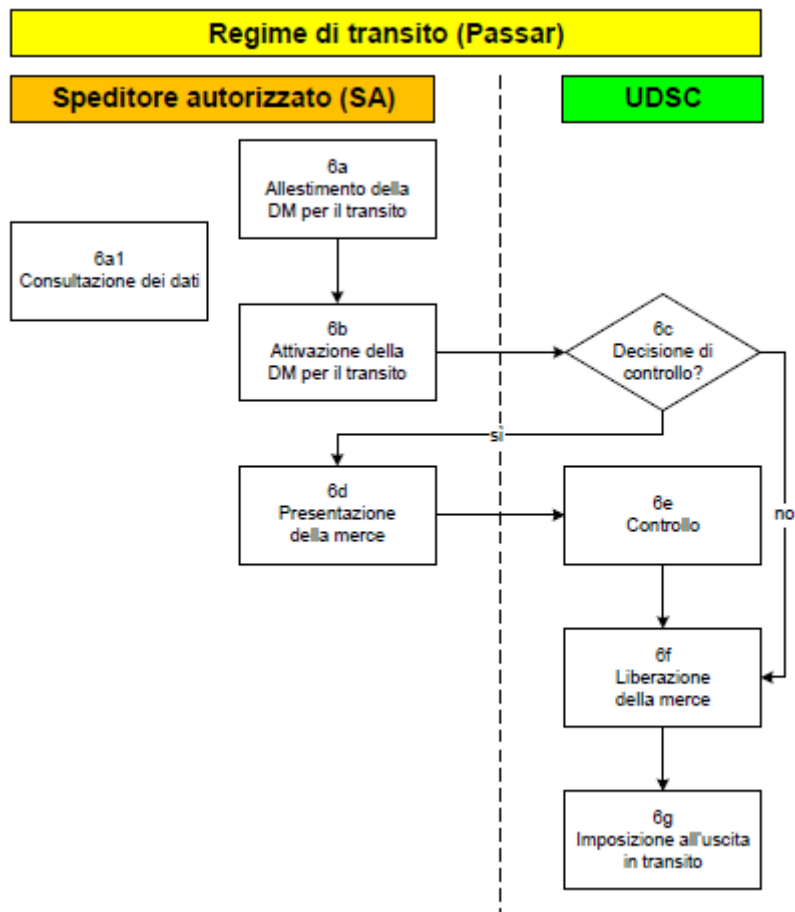 Regime di transito (Passar)
Speditore autorizzato (SA)
UDSC
6a
Allestimento della
DM per il transito
6a1
Consultazione dei dati
6b
Attivazione della
DM per il transito
6c
Decisione di
controllo?
sì
6d
Presentazione
della merce
6e
Controllo
no
6f
Liberazione
della merce
6g
Imposizione all'uscita
in transito